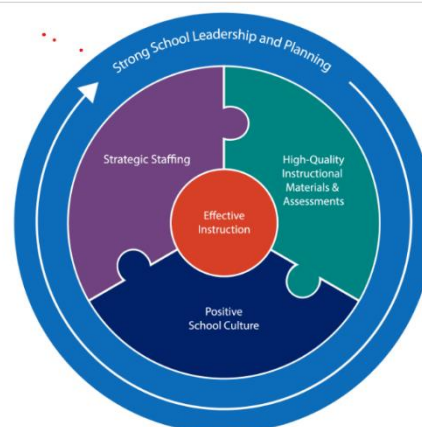 Strong School Leadership and Planning
Strategic Staffing
High-Quality
Instructional
Materials &
Assessments
Effective
Instruction
Positive
School Culture